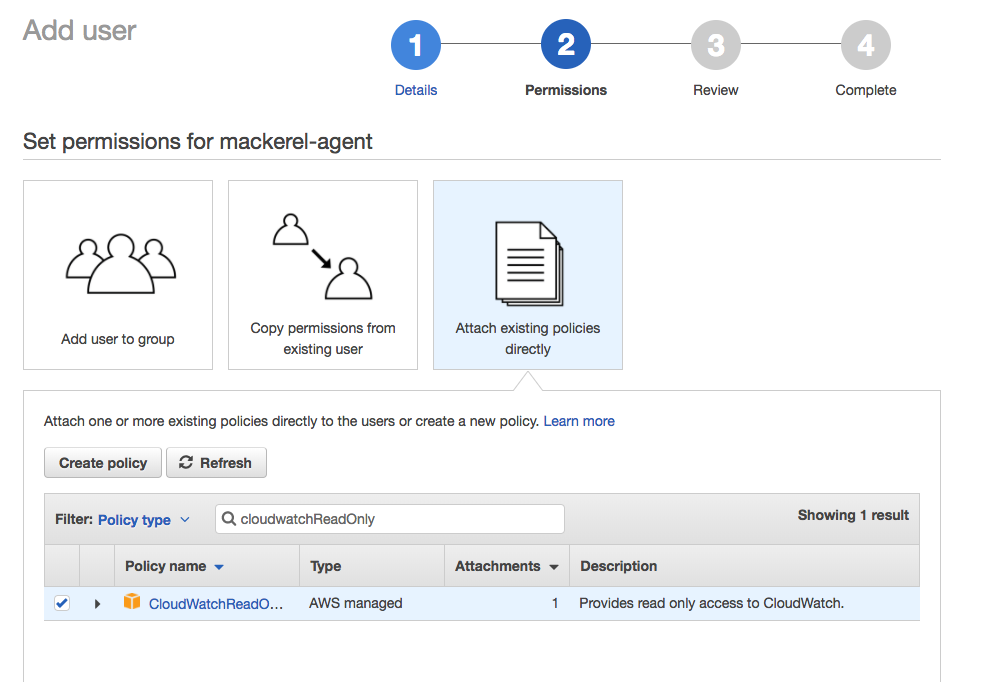 Add user
1 2 3 4
Details Permissions Review Complete
Set permissions for mackerel-agent
Add user to group
Copy permissions from
existing user
Attach existing policies
directly
Attach one or more existing policies directly to the users or create a new policy. Learn more
Create policy Refresh
Filter: Policy type cloudwatchReadOnly Showing 1 result
Policy name Type Attachments Description
CloudWatchReadO... AWS managed 1 Provides read only access to CloudWatch.